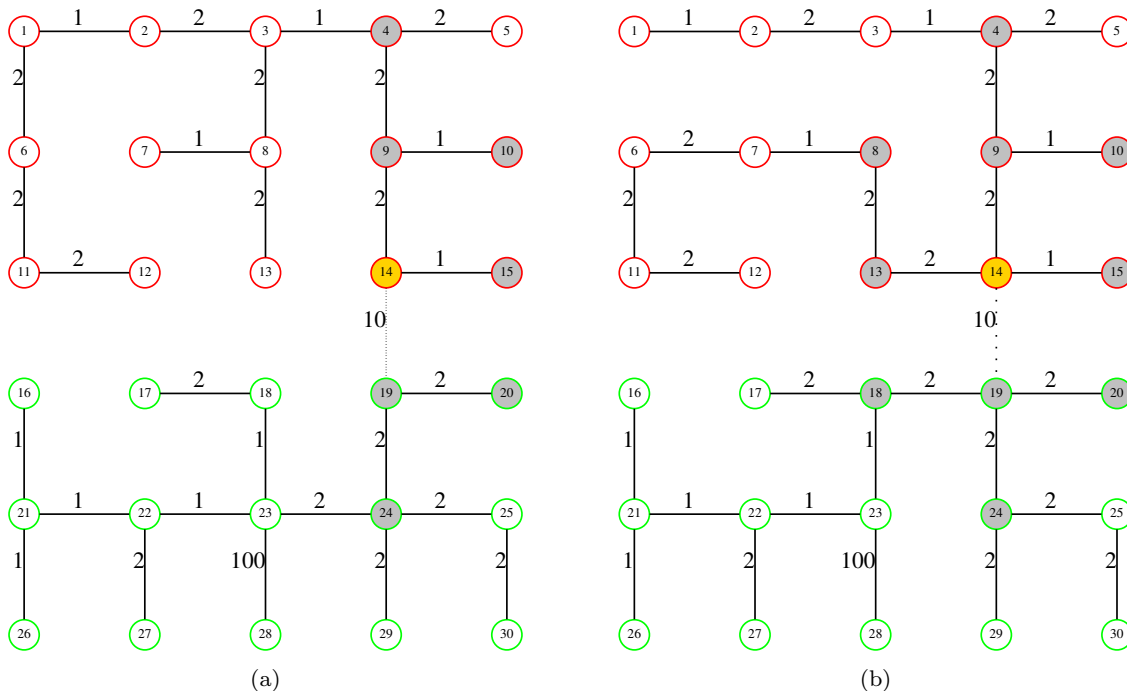 1 2 1 2 1 2 1 2
1 2 3 4 5 1 2 3 4 5
2 2 2 2
1 1 2 1 1
6 7 8 9 10 6 7 8 9 10
2 2 2 2 2 2
2 1 2 2 1
11 12 13 14 15 11 12 13 14 15
10 10
2 2 2 2 2
16 17 18 19 20 16 17 18 19 20
1 1 2 1 1 2
1 1 2 2 1 1 2
21 22 23 24 25 21 22 23 24 25
1 2 100 2 2 1 2 100 2 2
26 27 28 29 30 26 27 28 29 30
(a) (b)